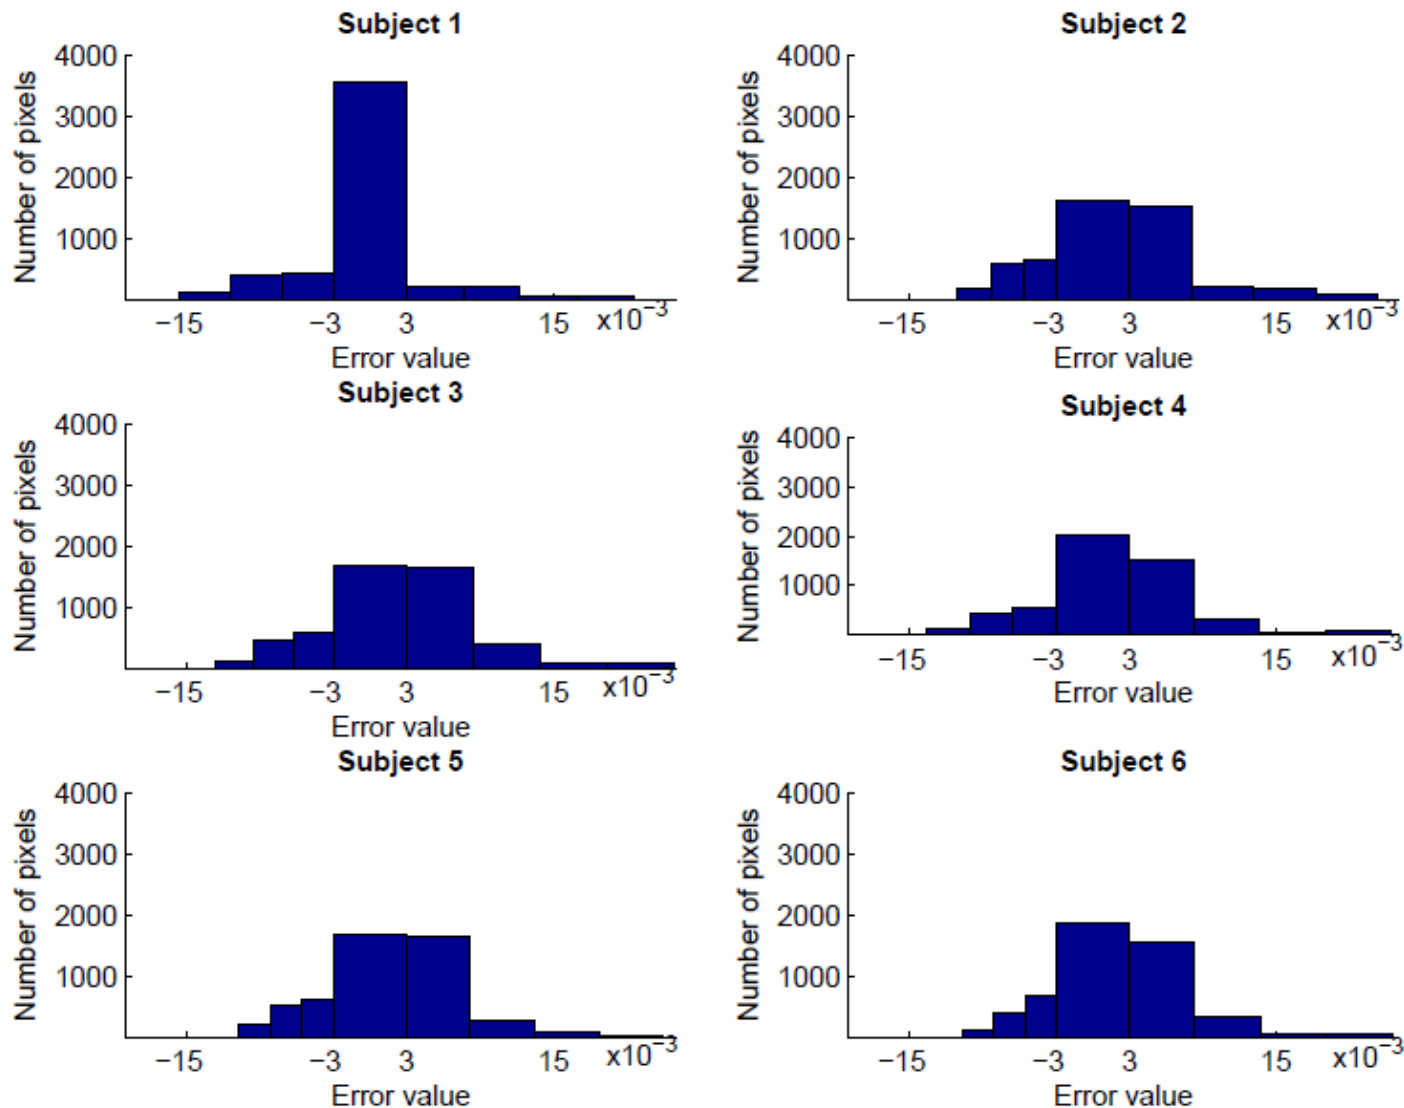 Subject 1
Number of pixels
4000
3000
2000
1000
−15 −3 3 15 x10−3
Error value
Subject 2
Number of pixels
4000
3000
2000
1000
−15 −3 3 15 x10−3
Error value
Subject 3
Number of pixels
4000
3000
2000
1000
−15 −3 3 15 x10−3
Error value
Subject 4
Number of pixels
4000
3000
2000
1000
−15 −3 3 15 x10−3
Error value
Subject 5
Number of pixels
4000
3000
2000
1000
−15 −3 3 15 x10−3
Error value
Subject 6
Number of pixels
4000
3000
2000
1000
−15 −3 3 15 x10−3
Error value